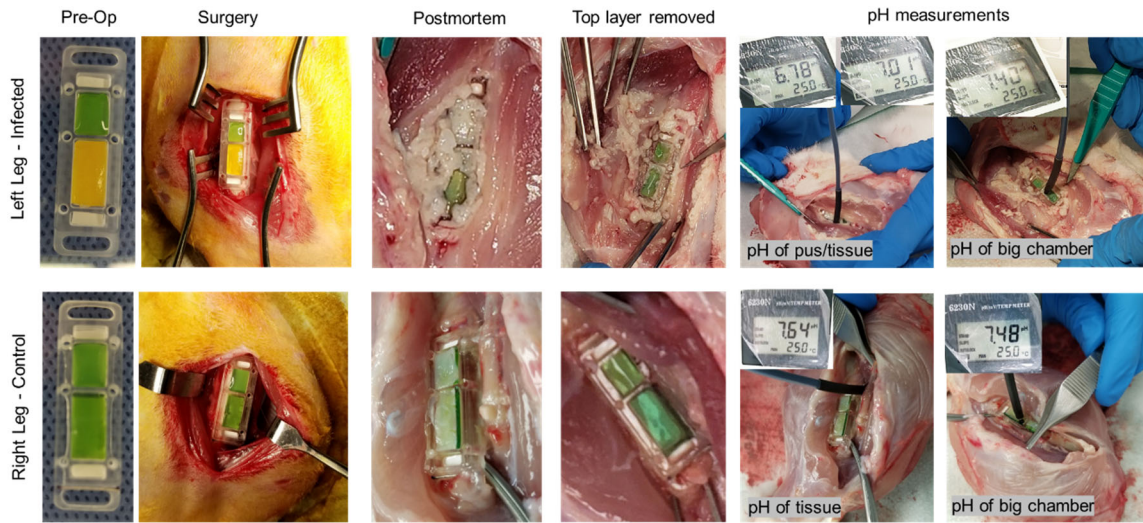 Pre-Op
Surgery
Postmortem
Top layer removed
pH measurements
Left Leg - Infected
6.78
25.0 °C
7.01
25.0 °C
7.40
25.0 °C
pH of pus/tissue
pH of big chamber
Right Leg - Control
6230N
7.64 pH
25.0 °C
6230N
7.48 pH
25.0 °C
pH of tissue
pH of big chamber